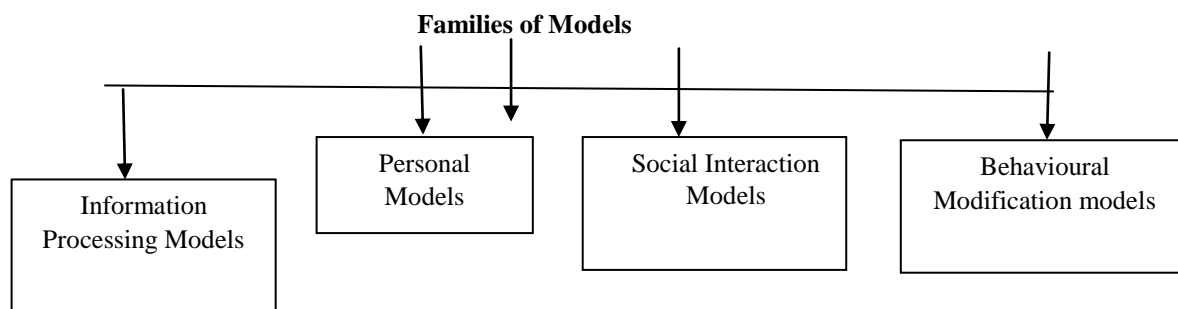 Families of Models
Information
Processing Models
Personal
Models
Social Interaction
Models
Behavioural
Modification models